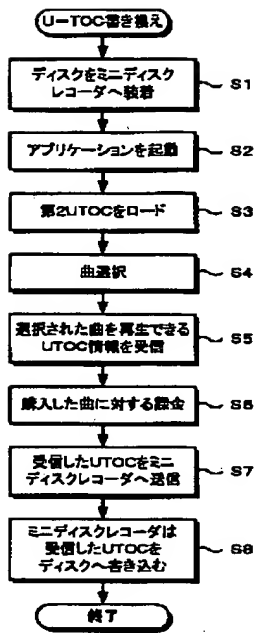 U-TOC書き換え
ディスクをミニディスク
レコーダへ装着
S1
アプリケーションを起動
S2
第2UTOCをロード
S3
曲選択
S4
選択された曲を再生できる
UTOC情報を受信
S5
購入した曲に対する課金
S6
受信したUTOCをミニ
ディスクレコーダへ送信
S7
ミニディスクレコーダは
受信したUTOCを
ディスクへ書き込む
S8
終了